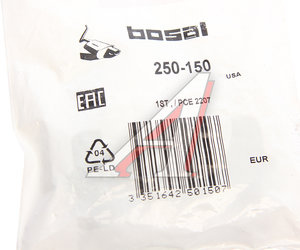 bosal
250-150
USA
EAC
1ST. / PCE 2207
04
PE-LD
EUR
3 351642 501507